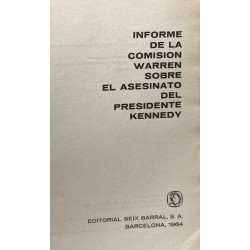 INFORME
DE LA
COMISION
WARREN
SOBRE
EL ASESINATO
DEL
PRESIDENTE
KENNEDY
EDITORIAL SEIX BARRAL, S. A.
BARCELONA, 1964